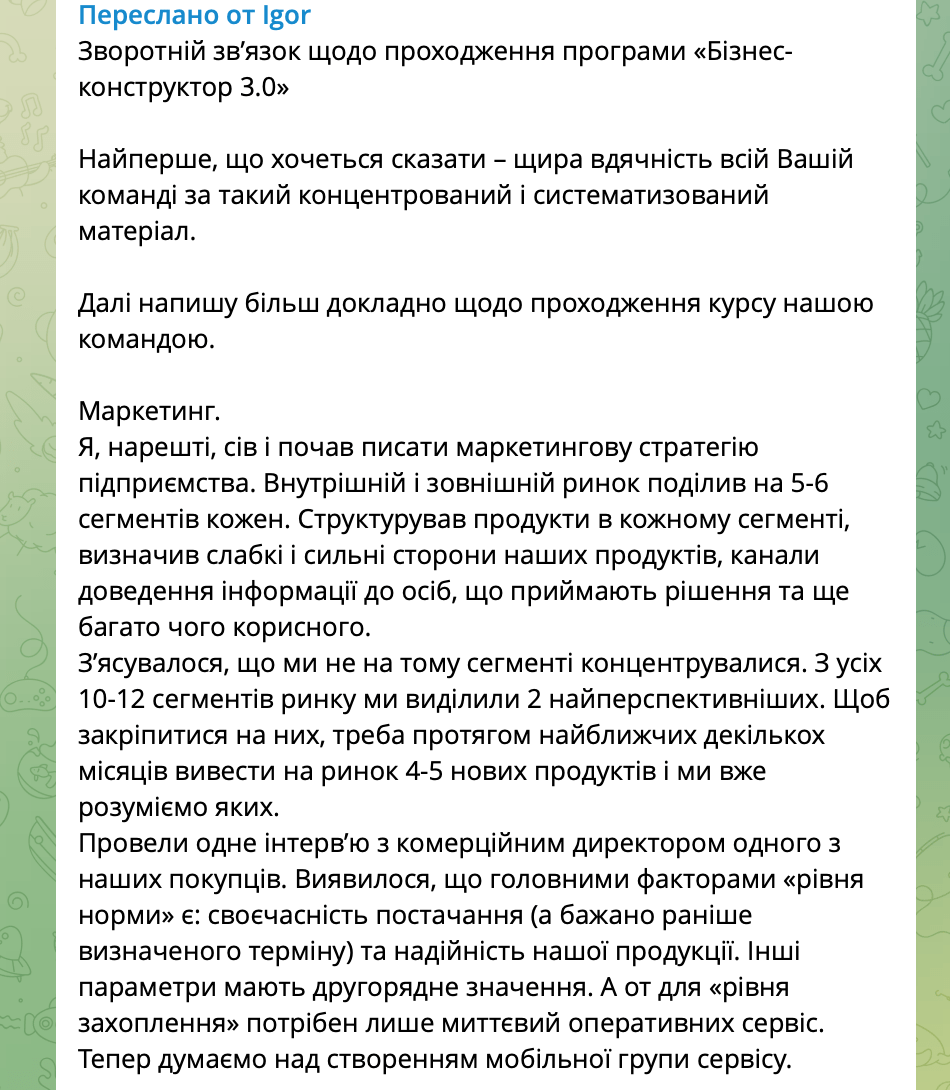 Переслано от Igor
Зворотній зв’язок щодо проходження програми «Бізнес-
конструктор 3.0»
Найперше, що хочеться сказати – щира вдячність всій Вашій
команді за такий концентрований і систематизований
матеріал.
Далі напишу більш докладно щодо проходження курсу нашою
командою.
Маркетинг.
Я, нарешті, сів і почав писати маркетингову стратегію
підприємства. Внутрішній і зовнішній ринок поділив на 5-6
сегментів кожен. Структурував продукти в кожному сегменті,
визначив слабкі і сильні сторони наших продуктів, канали
доведення інформації до осіб, що приймають рішення та ще
багато чого корисного.
З’ясувалося, що ми не на тому сегменті концентрувалися. З усіх
10-12 сегментів ринку ми виділили 2 найперспективніших. Щоб
закріпитися на них, треба протягом найближчих декількох
місяців вивести на ринок 4-5 нових продуктів і ми вже
розуміємо яких.
Провели одне інтерв’ю з комерційним директором одного з
наших покупців. Виявилося, що головними факторами «рівня
норми» є: своєчасність постачання (а бажано раніше
визначеного терміну) та надійність нашої продукції. Інші
параметри мають другорядне значення. А от для «рівня
захоплення» потрібен лише миттєвий оперативних сервіс.
Тепер думаємо над створенням мобільної групи сервісу.